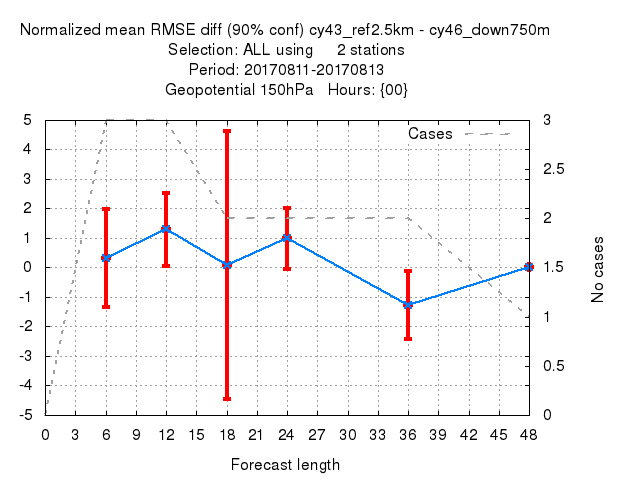 Normalized mean RMSE diff (90% conf) cy43_ref2.5km - cy46_down750m
Selection: ALL using 2 stations
Period: 20170811-20170813
Geopotential 150hPa Hours: {00}
Cases
5
4
3
2
1
0
-1
-2
-3
-4
-5
3
2.5
2
1.5
1
0.5
0
No cases
0 3 6 9 12 15 18 21 24 27 30 33 36 39 42 45 48
Forecast length